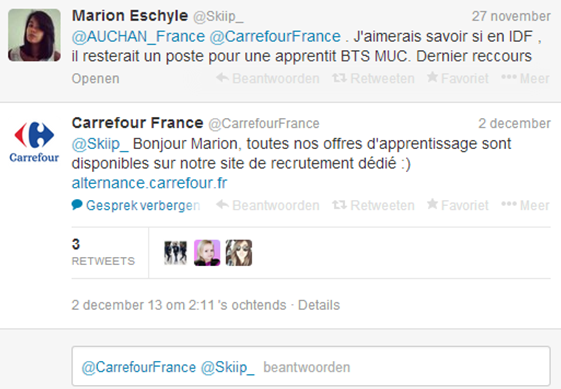 Marion Eschyle @Skiip_ 27 november
@AUCHAN_France @CarrefourFrance . J'aimerais savoir si en IDF ,
il resterait un poste pour une apprentit BTS MUC. Dernier reccours
Openen Beantwoorden Retweeten Favoriet Meer
Carrefour France @CarrefourFrance 2 december
Carrefour
@Skiip_ Bonjour Marion, toutes nos offres d'apprentissage sont
disponibles sur notre site de recrutement dédié :)
alternance.carrefour.fr
Gesprek verbergen Beantwoorden Retweeten Favoriet Meer
3
RETWEETS
2 december 13 om 2:11 's ochtends · Details
@CarrefourFrance @Skiip_ beantwoorden